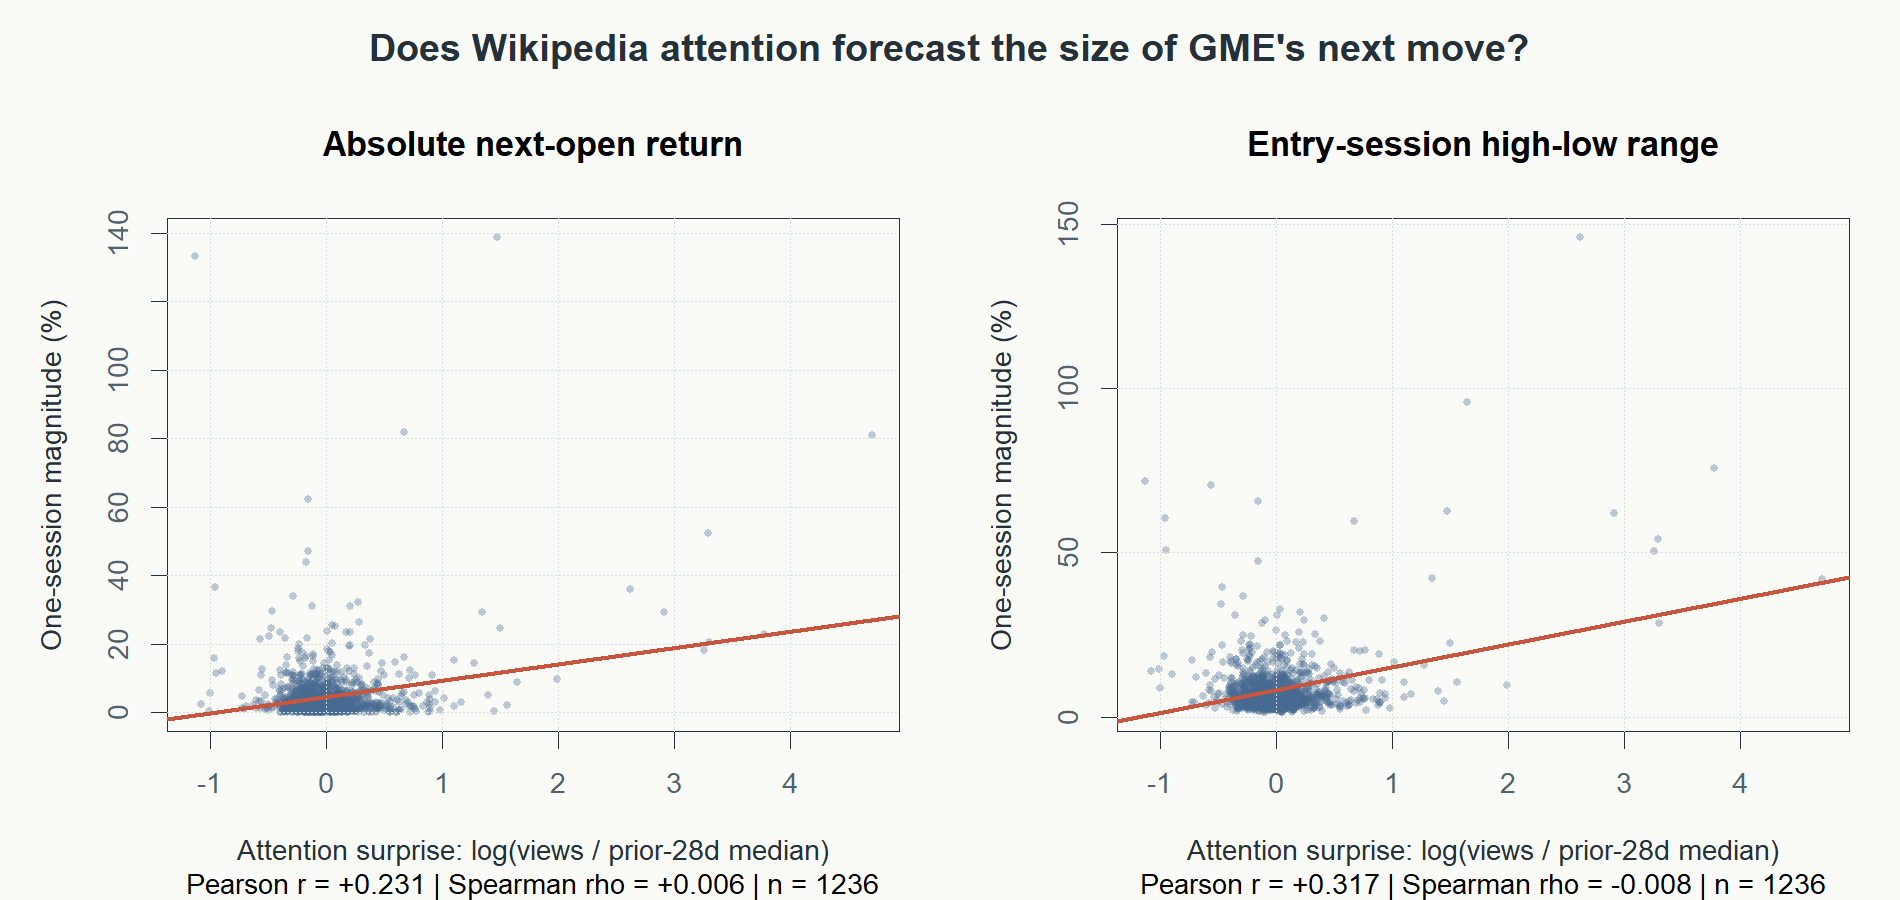 Does Wikipedia attention forecast the size of GME's next move?
Absolute next-open return
One-session magnitude (%)
140
100
80
60
40
20
0
-1 0 1 2 3 4
Attention surprise: log(views / prior-28d median)
Pearson r = +0.231 | Spearman rho = +0.006 | n = 1236
Entry-session high-low range
One-session magnitude (%)
150
100
50
0
-1 0 1 2 3 4
Attention surprise: log(views / prior-28d median)
Pearson r = +0.317 | Spearman rho = -0.008 | n = 1236